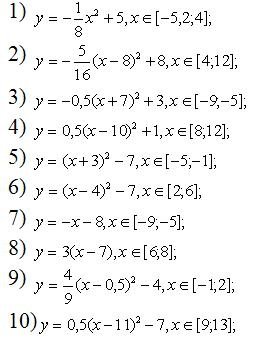 1) y = -1/8x² + 5, x ∈ [-5,2;4];
2) y = -5/16(x-8)² + 8, x ∈ [4;12];
3) y = -0,5(x+7)² + 3, x ∈ [-9;-5];
4) y = 0,5(x-10)² + 1, x ∈ [8;12];
5) y = (x+3)² - 7, x ∈ [-5;-1];
6) y = (x-4)² - 7, x ∈ [2;6];
7) y = -x - 8, x ∈ [-9;-5];
8) y = 3(x-7), x ∈ [6;8];
9) y = 4/9(x-0,5)² - 4, x ∈ [-1;2];
10) y = 0,5(x-11)² - 7, x ∈ [9;13];